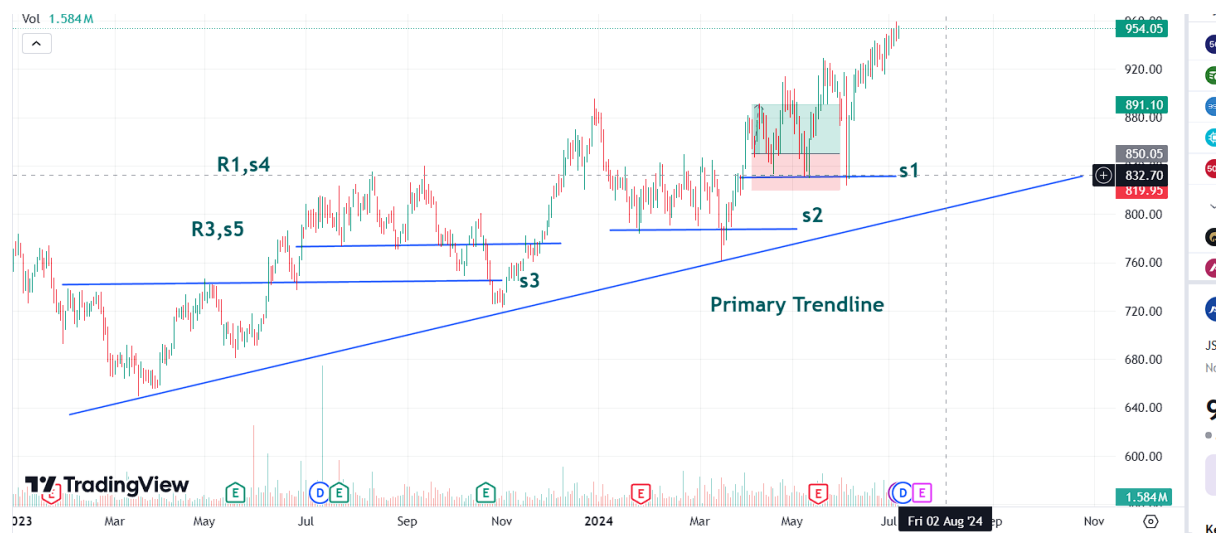 Vol 1.584 M
954.05
920.00
891.10
880.00
850.05
832.70
819.95
800.00
760.00
720.00
680.00
640.00
600.00
1.584 M
R1,s4
R3,s5
s1
s2
s3
Primary Trendline
TradingView
E
E
D
E
E
E
E
D
E
2023
Mar
May
Jul
Sep
Nov
2024
Mar
May
Jul
Fri 02 Aug '24
Nov
JS